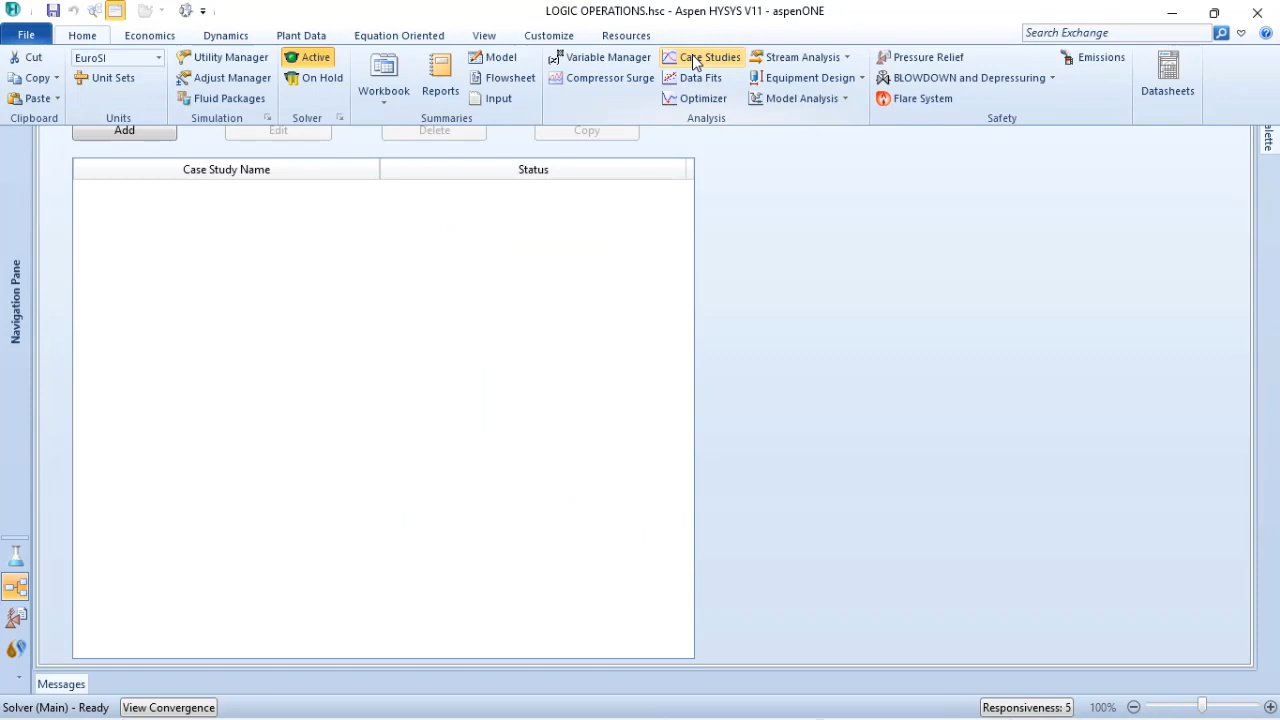 LOGIC OPERATIONS.hsc - Aspen HYSYS V11 - aspenONE
File Home Economics Dynamics Plant Data Equation Oriented View Customize Resources Search Exchange
Cut EuroSI Utility Manager Active Model Variable Manager Case Studies Stream Analysis Pressure Relief Emissions
Copy Unit Sets Adjust Manager On Hold Workbook Reports Flowsheet Compressor Surge Data Fits Equipment Design BLOWDOWN and Depressuring Datasheets
Paste Fluid Packages Input Optimizer Model Analysis Flare System
Clipboard Units Simulation Solver Summaries Analysis Safety
Add Edit Delete Copy
Case Study Name Status
Navigation Pane
Messages
Solver (Main) - Ready View Convergence Responsiveness: 5 100%